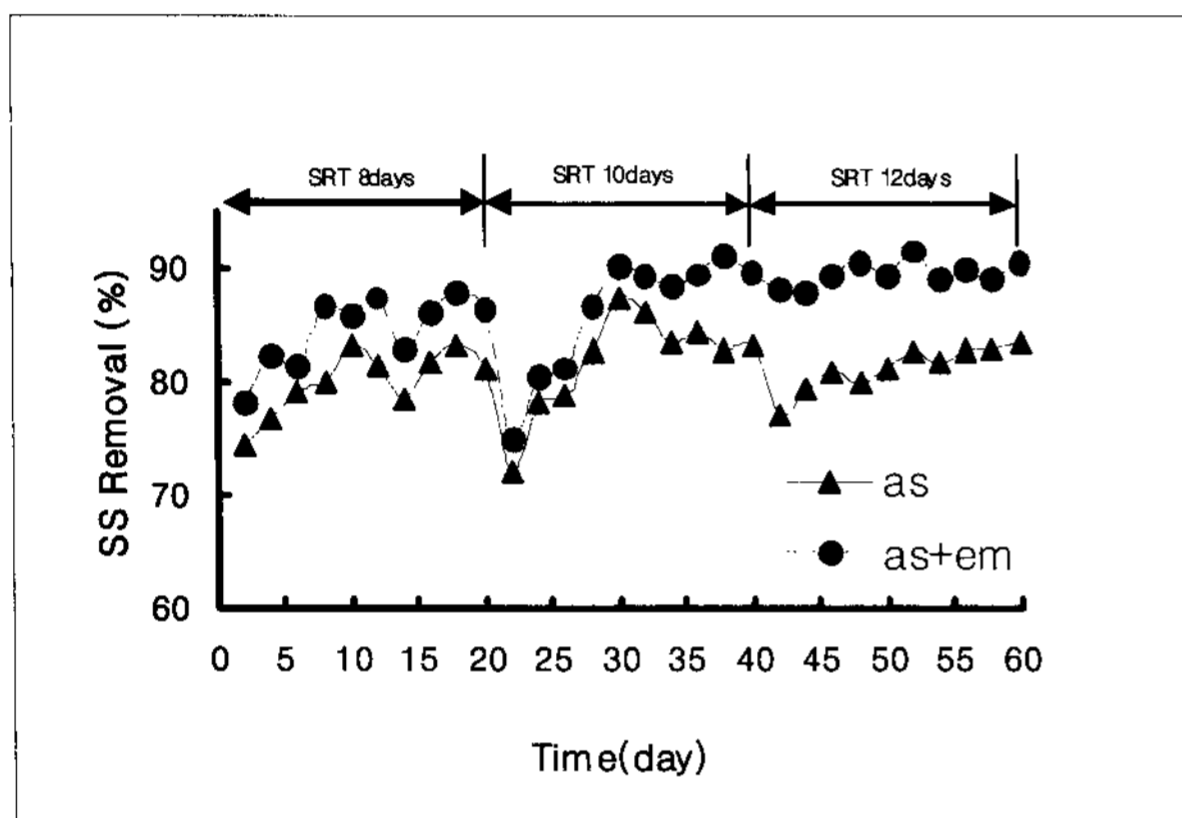 SRT 8days SRT 10days SRT 12days
SS Removal (%)
90
80
70
60
as
as+em
0 5 10 15 20 25 30 35 40 45 50 55 60
Time(day)